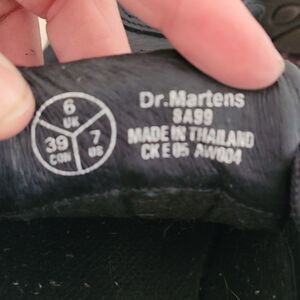 6
UK
39
CON
7
US
Dr.Martens
8A99
MADE IN THAILAND
CK E 05 AW004